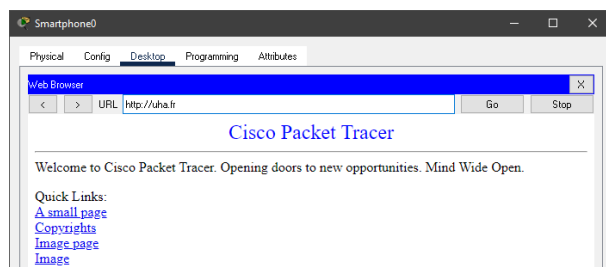 Smartphone0
Physical Config Desktop Programming Attributes
Web Browser X
< > URL http://uha.fr Go Stop
Cisco Packet Tracer
Welcome to Cisco Packet Tracer. Opening doors to new opportunities. Mind Wide Open.
Quick Links:
A small page
Copyrights
Image page
Image